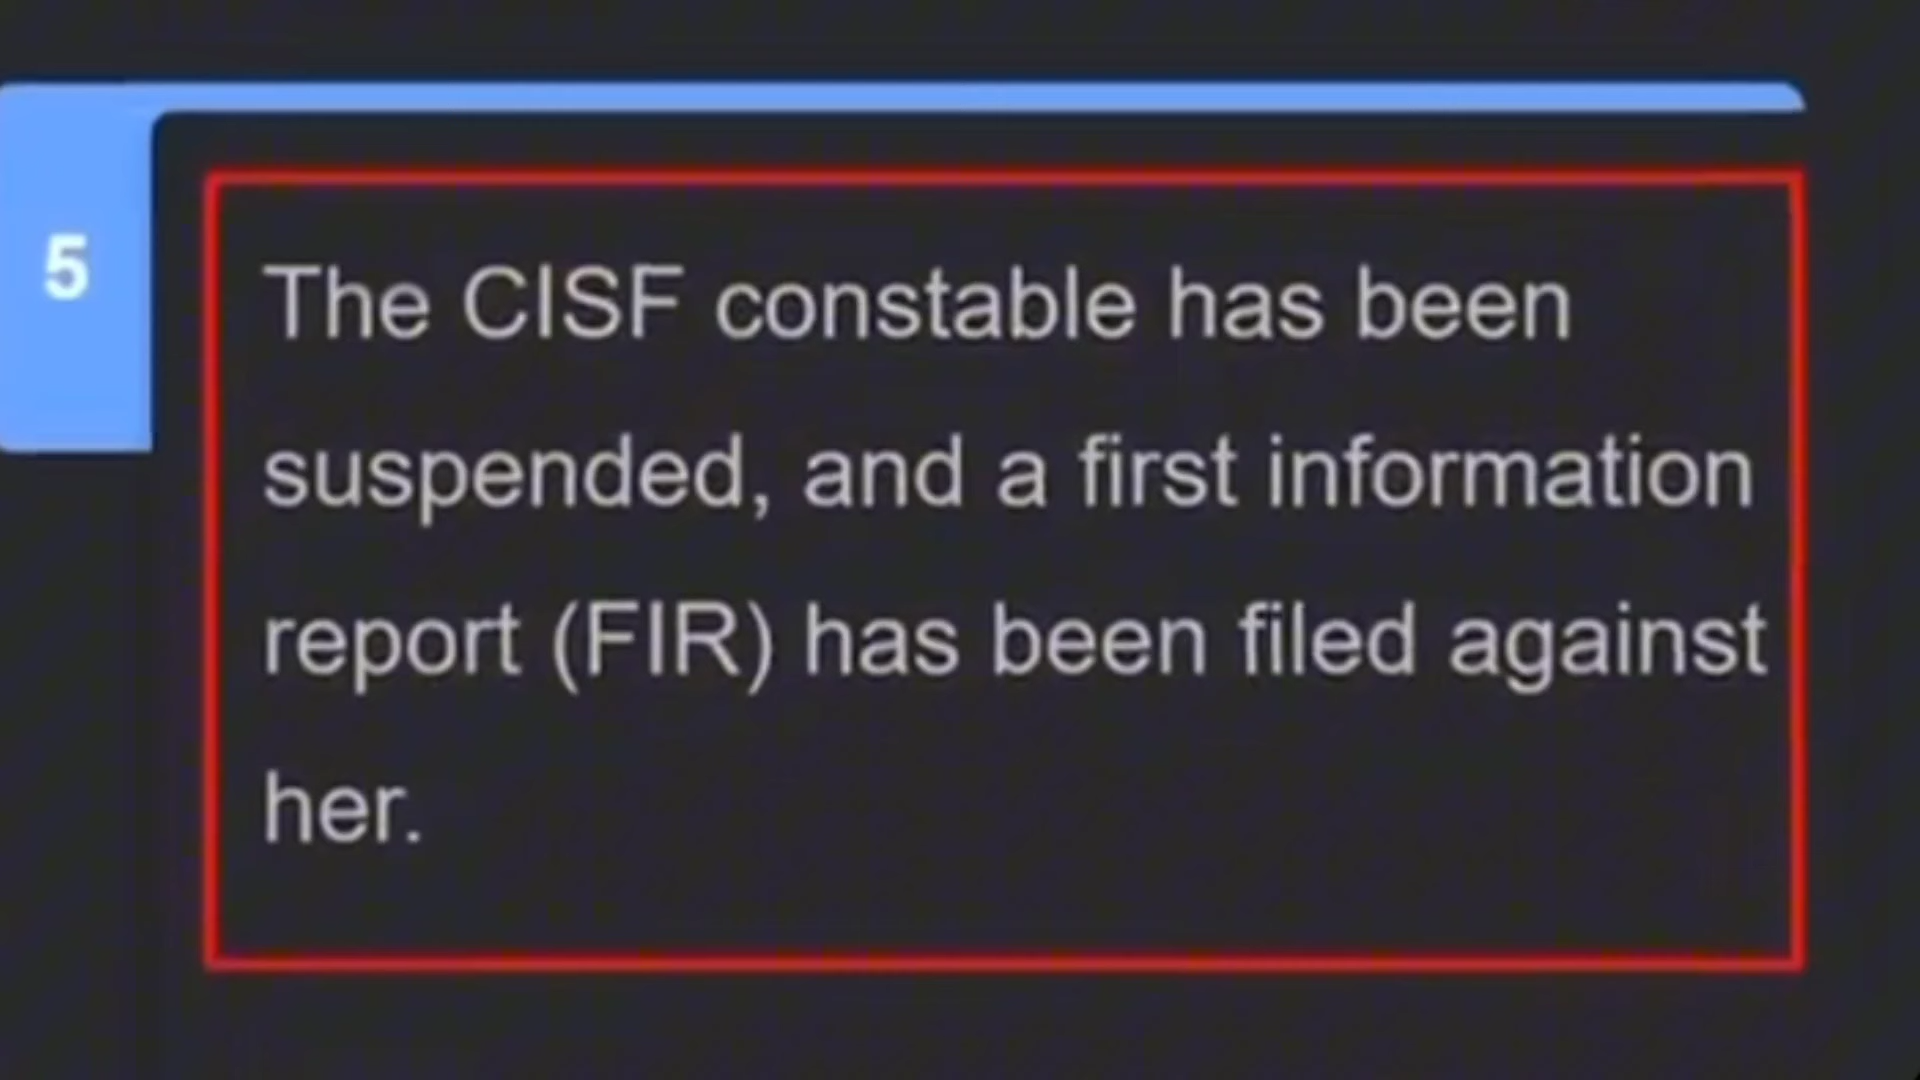 5
The CISF constable has been
suspended, and a first information
report (FIR) has been filed against
her.